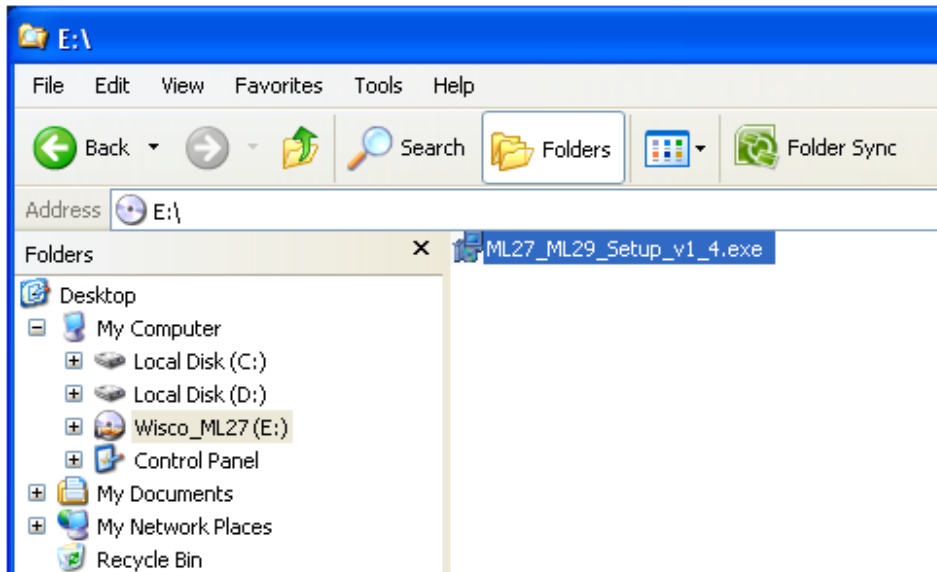 E:\
File Edit View Favorites Tools Help
Back Search Folders Folder Sync
Address E:\
Folders
ML27_ML29_Setup_v1_4.exe
Desktop
My Computer
Local Disk (C:)
Local Disk (D:)
Wisco_ML27 (E:)
Control Panel
My Documents
My Network Places
Recycle Bin